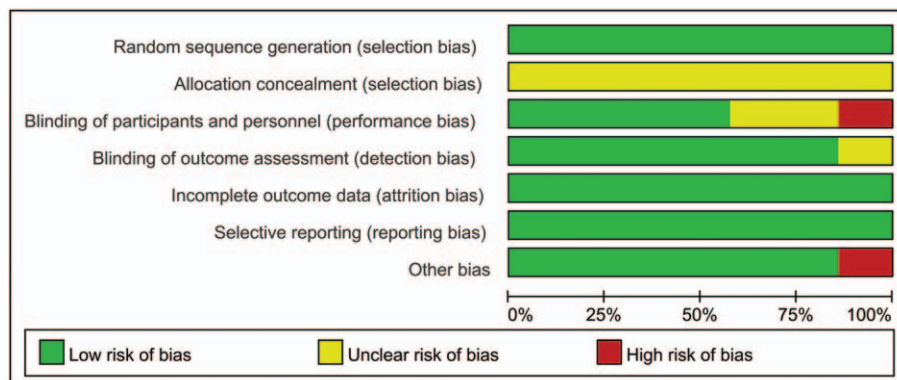 Random sequence generation (selection bias)
Allocation concealment (selection bias)
Blinding of participants and personnel (performance bias)
Blinding of outcome assessment (detection bias)
Incomplete outcome data (attrition bias)
Selective reporting (reporting bias)
Other bias
0% 25% 50% 75% 100%
Low risk of bias Unclear risk of bias High risk of bias